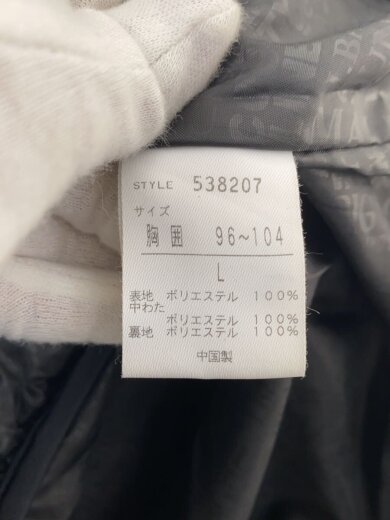 STYLE 538207
サイズ
胸囲 96~104
L
表地 ポリエステル 100%
中わた
ポリエステル 100%
裏地 ポリエステル 100%
中国製